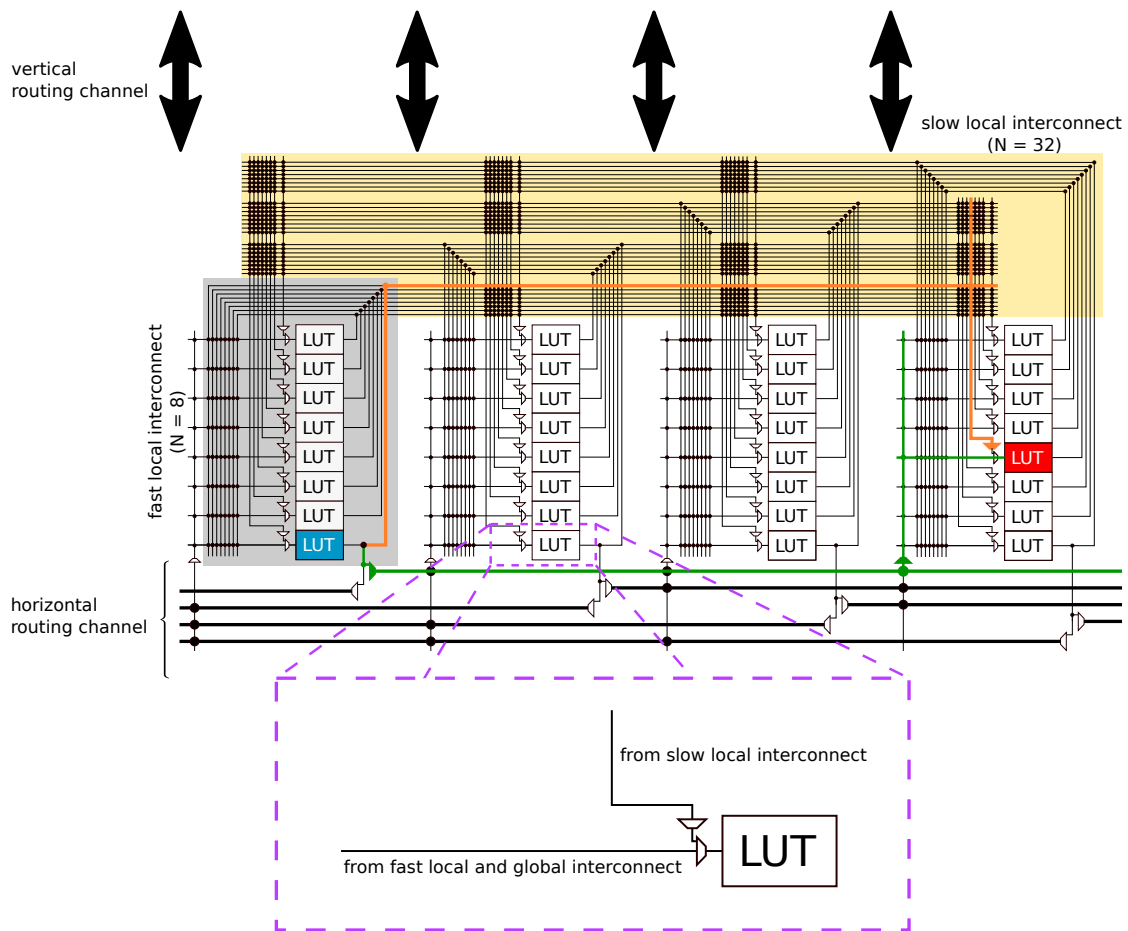 vertical
routing channel
slow local interconnect
(N = 32)
fast local interconnect
(N = 8)
LUT LUT LUT LUT
LUT LUT LUT LUT
LUT LUT LUT LUT
LUT LUT LUT LUT
LUT LUT LUT LUT
LUT LUT LUT LUT
LUT LUT LUT LUT
LUT LUT LUT LUT
horizontal
routing channel
from slow local interconnect
LUT
from fast local and global interconnect